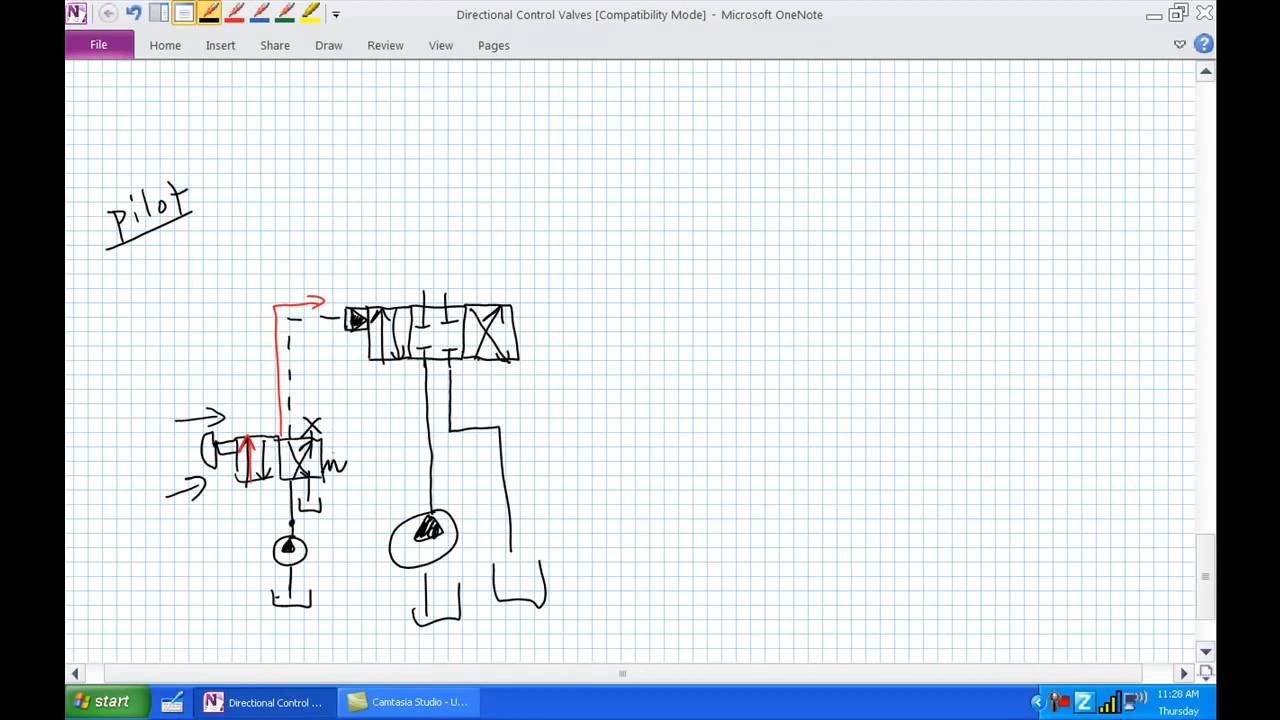 Directional Control Valves [Compatibility Mode] - Microsoft OneNote
File Home Insert Share Draw Review View Pages
pilot
X
start
Directional Control ...
Camtasia Studio - U...
11:28 AM
Thursday